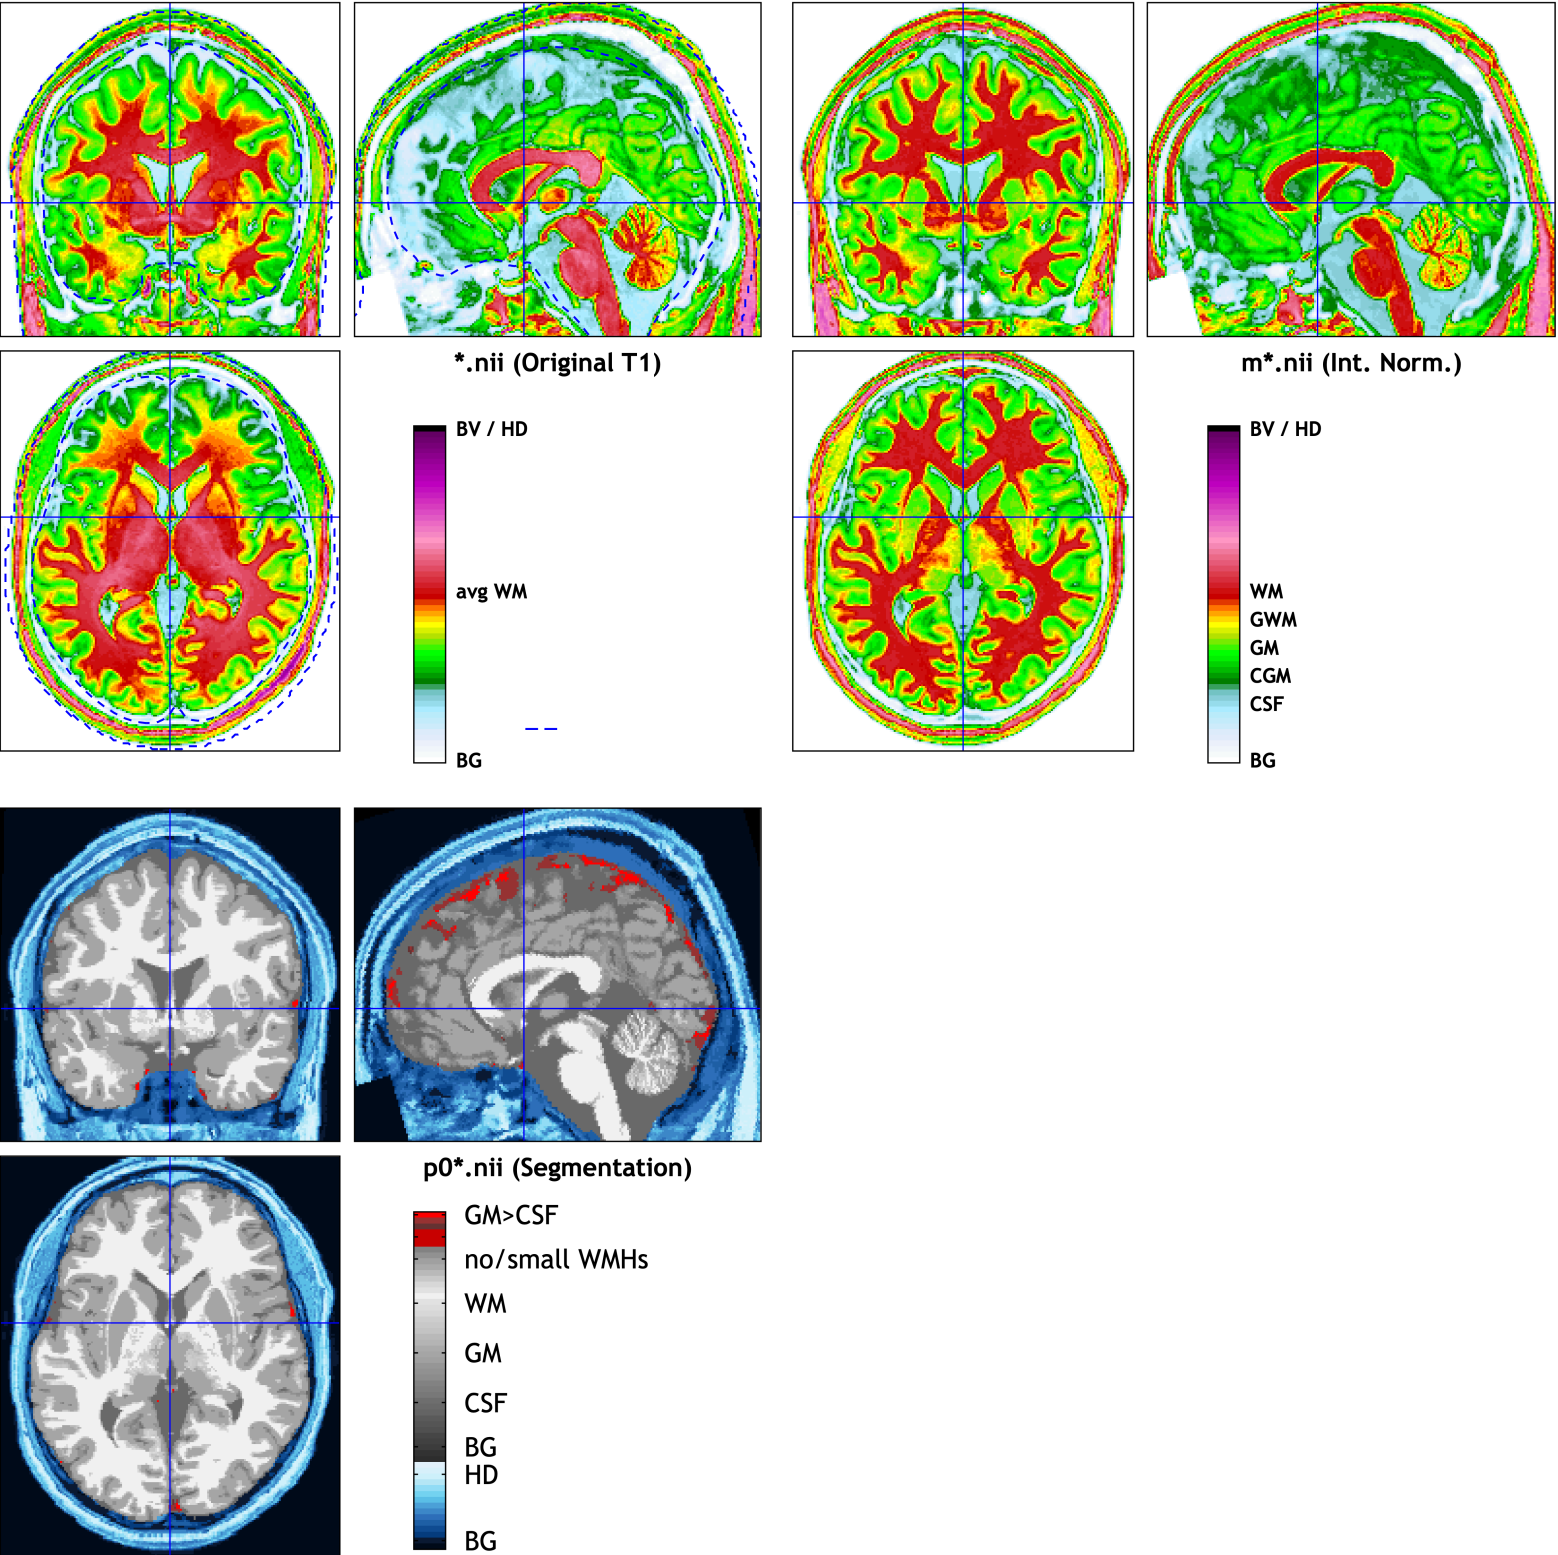 *.nii (Original T1)
BV / HD
avg WM
BG
m*.nii (Int. Norm.)
BV / HD
WM
GWM
GM
CGM
CSF
BG
p0*.nii (Segmentation)
GM>CSF
no/small WMHs
WM
GM
CSF
BG
HD
BG